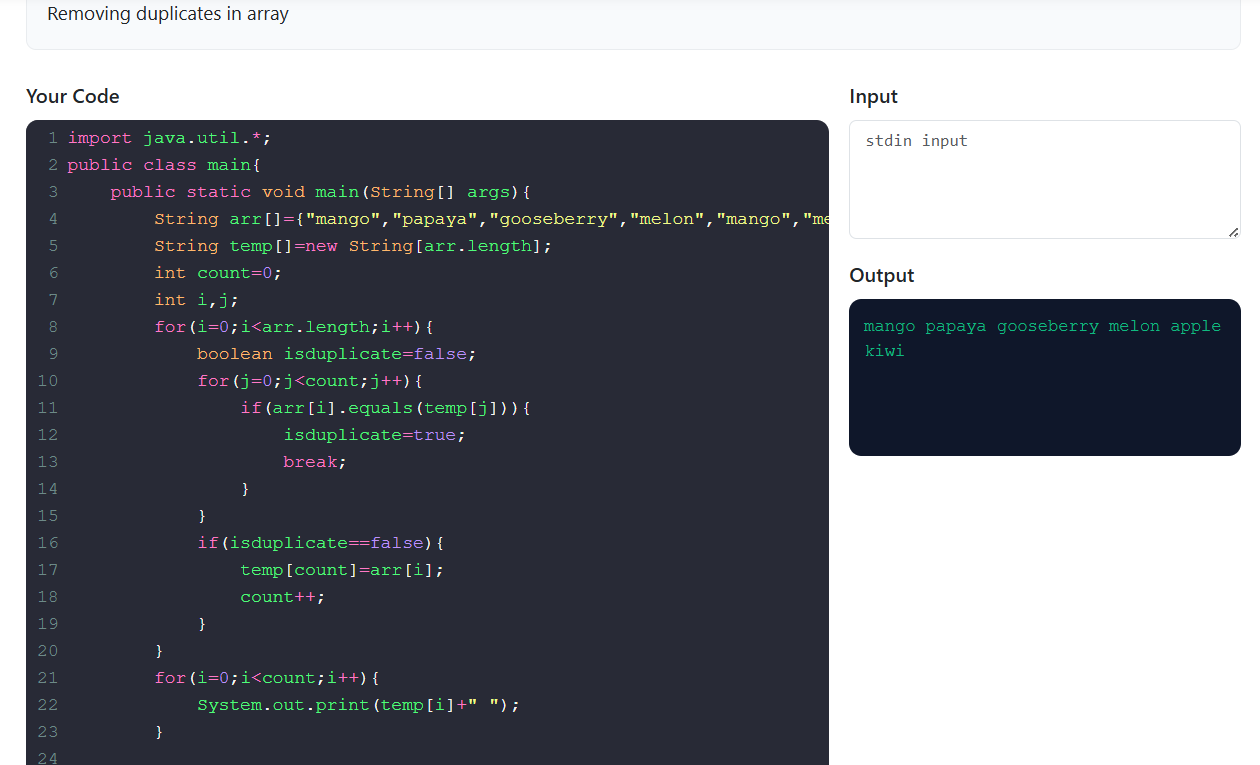 Removing duplicates in array
Your Code
1 import java.util.*;
2 public class main{
3     public static void main(String[] args){
4         String arr[]={"mango","papaya","gooseberry","melon","mango","me
5         String temp[]=new String[arr.length];
6         int count=0;
7         int i,j;
8         for(i=0;i<arr.length;i++){
9             boolean isduplicate=false;
10             for(j=0;j<count;j++){
11                 if(arr[i].equals(temp[j])){
12                     isduplicate=true;
13                     break;
14                 }
15             }
16             if(isduplicate==false){
17                 temp[count]=arr[i];
18                 count++;
19             }
20         }
21         for(i=0;i<count;i++){
22             System.out.print(temp[i]+" ");
23         }
24
Input
stdin input
Output
mango papaya gooseberry melon apple
kiwi